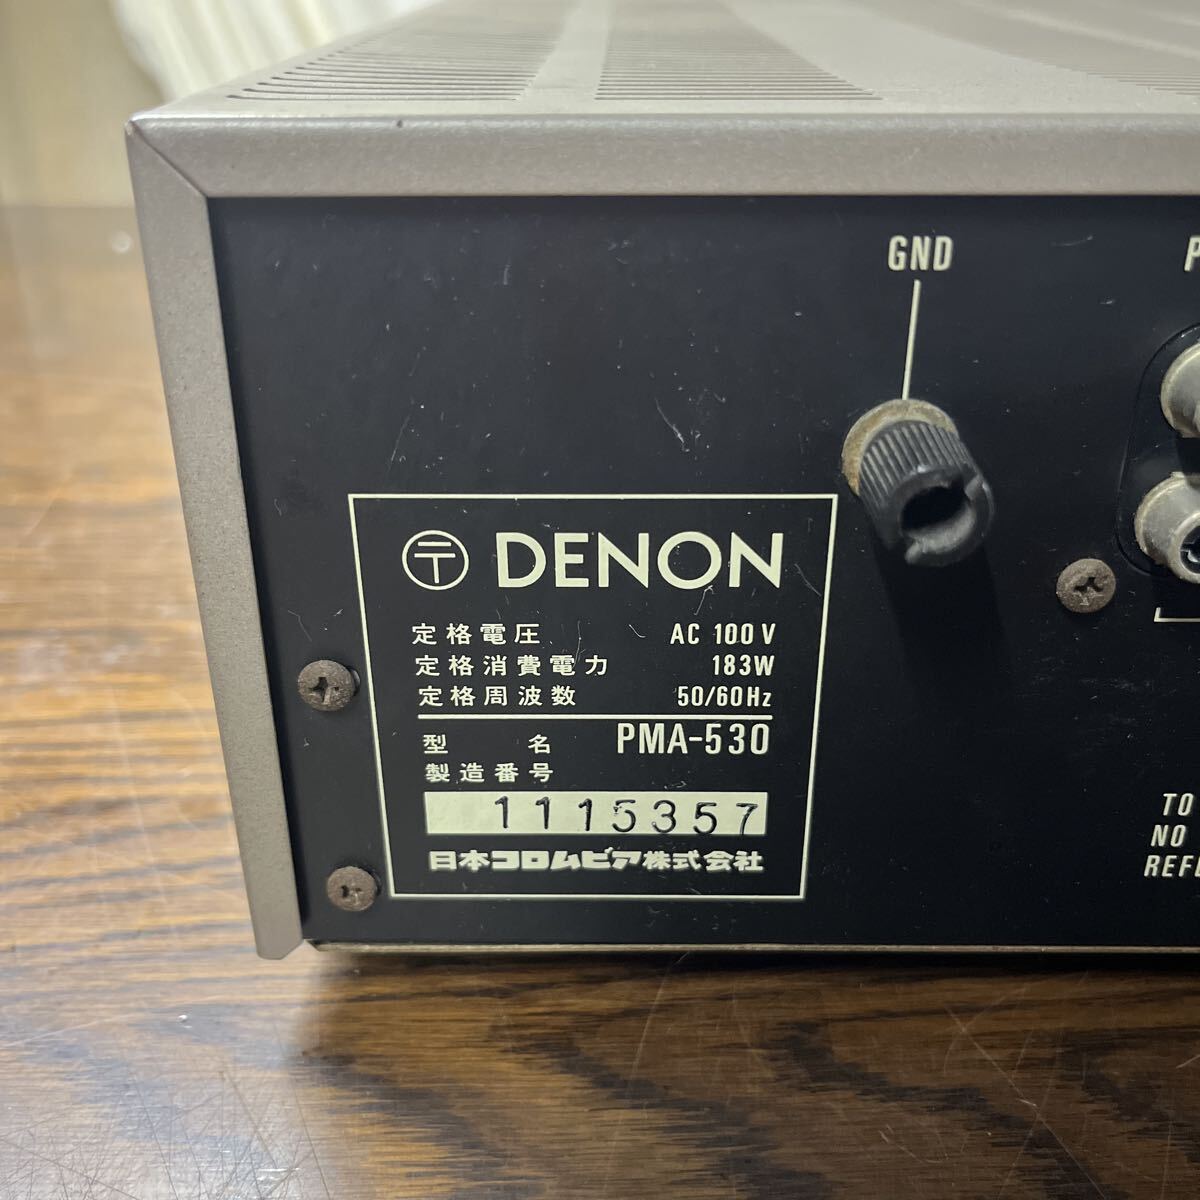 GND
P
〒 DENON
定格電圧 AC 100 V
定格消費電力 183W
定格周波数 50/60Hz
型名 PMA-530
製造番号
1115357
日本コロムビア株式会社
TO
NO